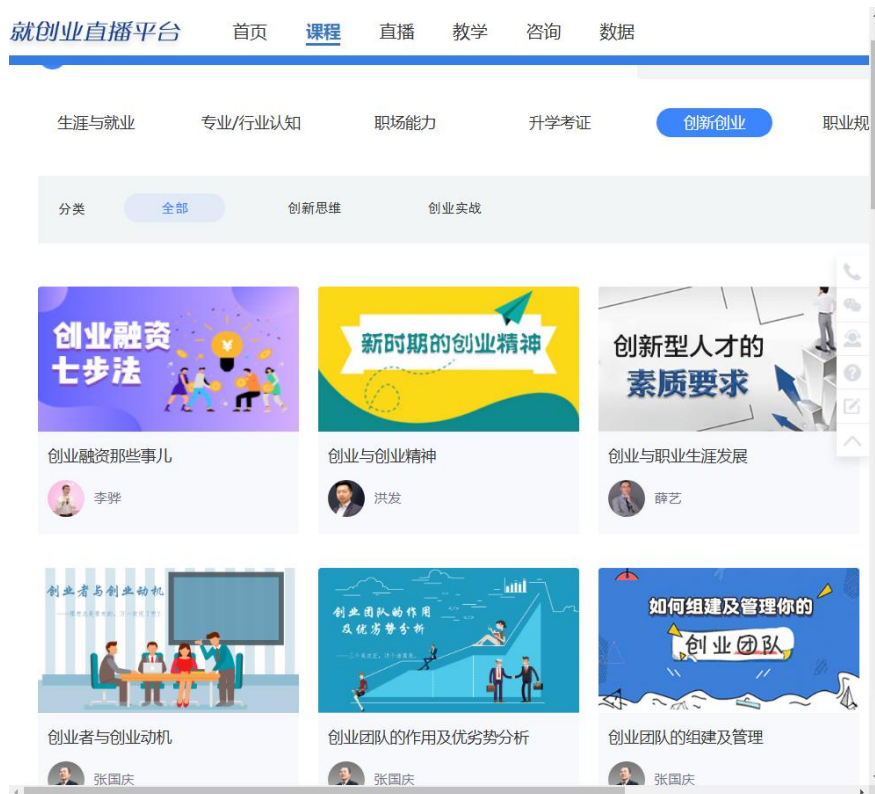 就创业直播平台 首页 课程 直播 教学 咨询 数据
生涯与就业 专业/行业认知 职场能力 升学考证 创新创业 职业规
分类 全部 创新思维 创业实战
创业融资
七步法
新时期的创业精神
创新型人才的
素质要求
创业融资那些事儿 创业与创业精神 创业与职业生涯发展
李骅 洪发 薛艺
创业者与创业动机
创业团队的作用
及优劣势分析
如何组建及管理你的
创业团队
创业者与创业动机 创业团队的作用及优劣势分析 创业团队的组建及管理
张国庆 张国庆 张国庆